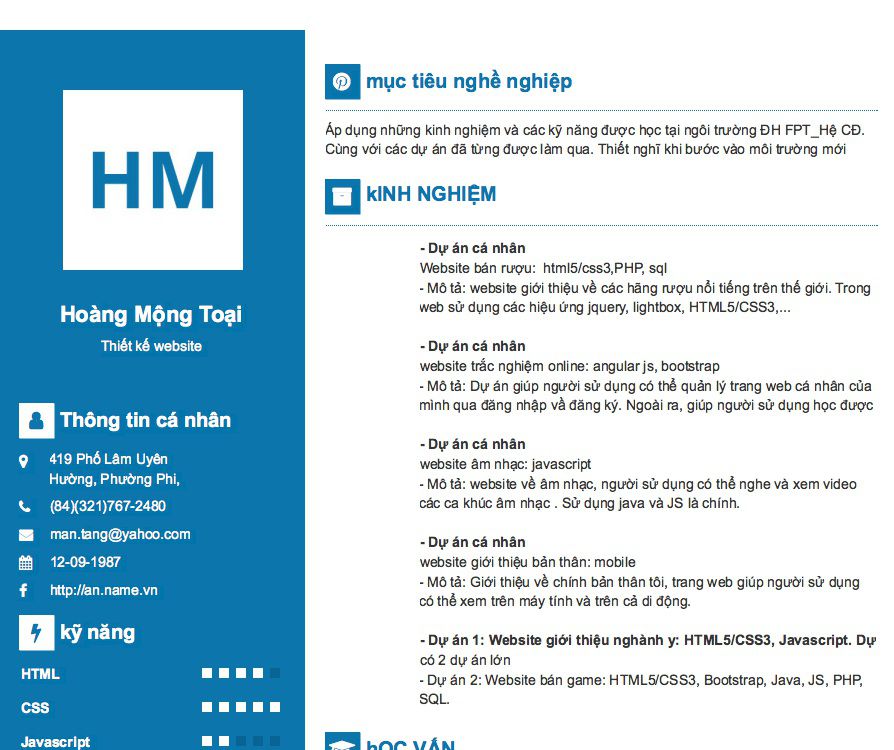 HM
Hoàng Mộng Toại
Thiết kế website
Thông tin cá nhân
419 Phố Lâm Uyên
Hường, Phường Phi,
(84)(321)767-2480
man.tang@yahoo.com
12-09-1987
http://an.name.vn
kỹ năng
HTML
CSS
Javascript
mục tiêu nghề nghiệp
Áp dụng những kinh nghiệm và các kỹ năng được học tại ngôi trường ĐH FPT_Hệ CĐ.
Cùng với các dự án đã từng được làm qua. Thiết nghĩ khi bước vào môi trường mới
kINH NGHIỆM
- Dự án cá nhân
Website bán rượu: html5/css3,PHP, sql
- Mô tả: website giới thiệu về các hãng rượu nổi tiếng trên thế giới. Trong
web sử dụng các hiệu ứng jquery, lightbox, HTML5/CSS3,...
- Dự án cá nhân
website trắc nghiệm online: angular js, bootstrap
- Mô tả: Dự án giúp người sử dụng có thể quản lý trang web cá nhân của
mình qua đăng nhập và đăng ký. Ngoài ra, giúp người sử dụng học được
- Dự án cá nhân
website âm nhạc: javascript
- Mô tả: website về âm nhạc, người sử dụng có thể nghe và xem video
các ca khúc âm nhạc . Sử dụng java và JS là chính.
- Dự án cá nhân
website giới thiệu bản thân: mobile
- Mô tả: Giới thiệu về chính bản thân tôi, trang web giúp người sử dụng
có thể xem trên máy tính và trên cả di động.
- Dự án 1: Website giới thiệu nghành y: HTML5/CSS3, Javascript. Dự
có 2 dự án lớn
- Dự án 2: Website bán game: HTML5/CSS3, Bootstrap, Java, JS, PHP,
SQL.
hỌC VẤN